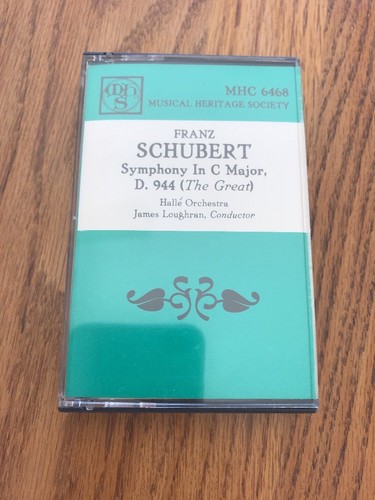 MHS
MHC 6468
MUSICAL HERITAGE SOCIETY
FRANZ
SCHUBERT
Symphony In C Major,
D. 944 (The Great)
Hallé Orchestra
James Loughran, Conductor